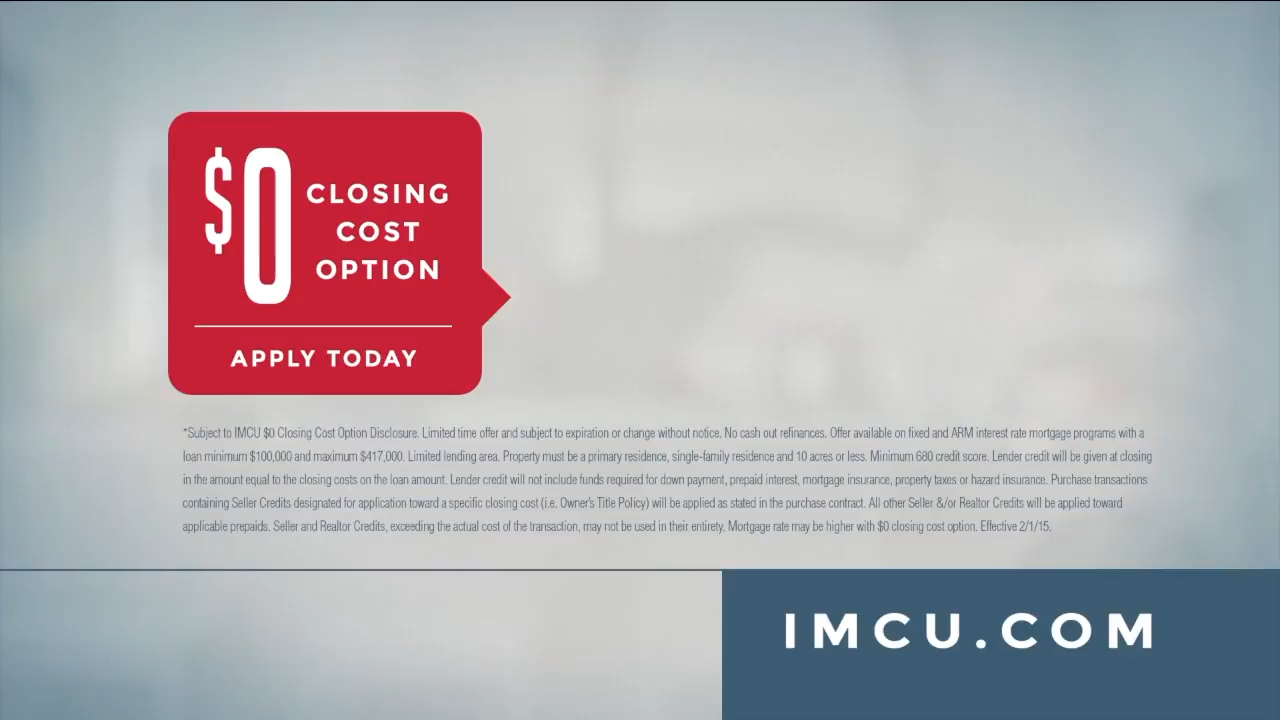 $0 CLOSING
COST
OPTION
APPLY TODAY
*Subject to IMCU $0 Closing Cost Option Disclosure. Limited time offer and subject to expiration or change without notice. No cash out refinances. Offer available on fixed and ARM interest rate mortgage programs with a
loan minimum $100,000 and maximum $417,000. Limited lending area. Property must be a primary residence, single-family residence and 10 acres or less. Minimum 680 credit score. Lender credit will be given at closing
in the amount equal to the closing costs on the loan amount. Lender credit will not include funds required for down payment, prepaid interest, mortgage insurance, property taxes or hazard insurance. Purchase transactions
containing Seller Credits designated for application toward a specific closing cost (i.e. Owner's Title Policy) will be applied as stated in the purchase contract. All other Seller &/or Realtor Credits will be applied toward
applicable prepaids. Seller and Realtor Credits, exceeding the actual cost of the transaction, may not be used in their entirety. Mortgage rate may be higher with $0 closing cost option. Effective 2/1/15.
IMCU.COM